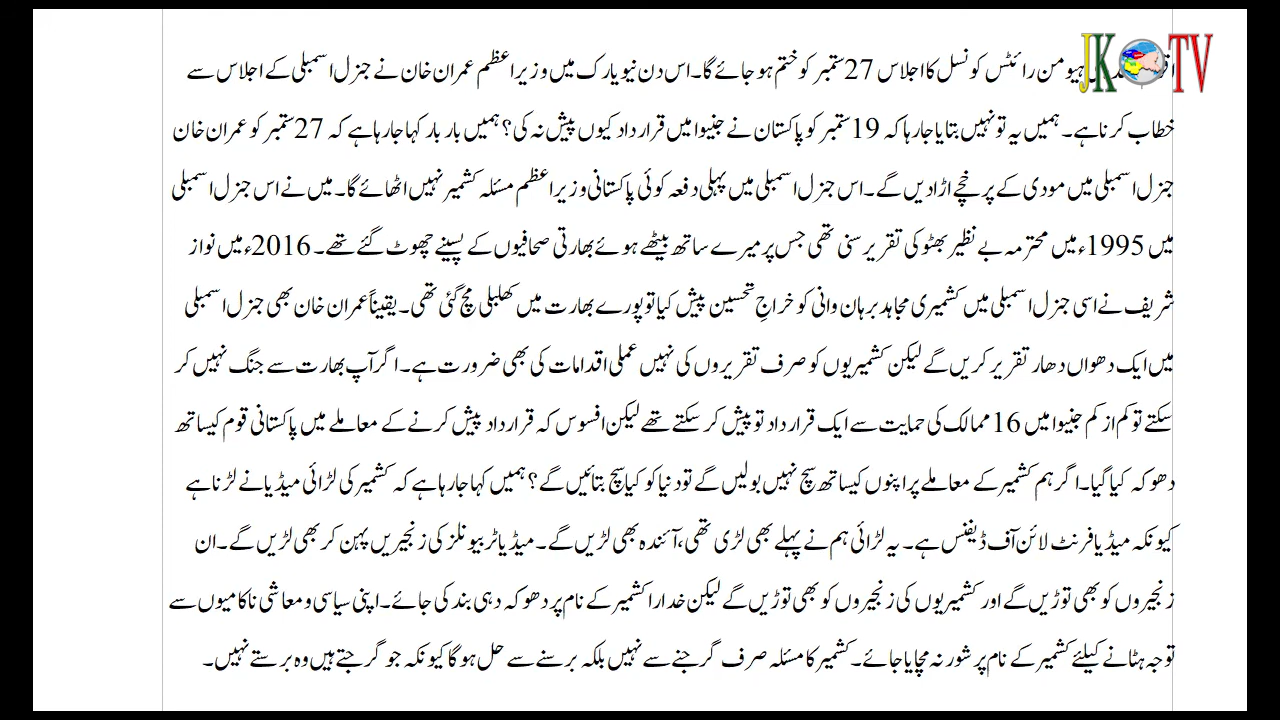 JK TV
ہیومن رائٹس کونسل کا اجلاس 27 ستمبر کو ختم ہو جائے گا۔ اس دن نیویارک میں وزیراعظم عمران خان نے جنرل اسمبلی کے اجلاس سے
خطاب کرنا ہے۔ ہمیں یہ تو نہیں بتایا جا رہا کہ 19 ستمبر کو پاکستان نے جنیوا میں قرارداد کیوں پیش نہ کی؟ ہمیں بار بار کہا جا رہا ہے کہ 27 ستمبر کو عمران خان
جنرل اسمبلی میں مودی کے پرخچے اڑا دیں گے۔ اس جنرل اسمبلی میں پہلی دفعہ کوئی پاکستانی وزیراعظم مسئلہ کشمیر نہیں اٹھائے گا۔ میں نے اس جنرل اسمبلی
میں 1995ء میں محترمہ بے نظیر بھٹو کی تقریر سنی تھی جس پر میرے ساتھ بیٹھے ہوئے بھارتی صحافیوں کے پسینے چھوٹ گئے تھے۔ 2016ء میں نواز
شریف نے اسی جنرل اسمبلی میں کشمیری مجاہد برہان وانی کو خراجِ تحسین پیش کیا تو پورے بھارت میں کھلبلی مچ گئی تھی۔ یقیناً عمران خان بھی جنرل اسمبلی
میں ایک دھواں دھار تقریر کریں گے لیکن کشمیریوں کو صرف تقریروں کی نہیں عملی اقدامات کی بھی ضرورت ہے۔ اگر آپ بھارت سے جنگ نہیں کر
سکتے تو کم از کم جنیوا میں 16 ممالک کی حمایت سے ایک قرارداد تو پیش کر سکتے تھے لیکن افسوس کہ قرارداد پیش کرنے کے معاملے میں پاکستانی قوم کیساتھ
دھوکہ کیا گیا۔ اگر ہم کشمیر کے معاملے پر اپنوں کیساتھ سچ نہیں بولیں گے تو دنیا کو کیا سچ بتائیں گے؟ ہمیں کہا جا رہا ہے کہ کشمیر کی لڑائی میڈیا نے لڑنا ہے
کیونکہ میڈیا فرنٹ لائن آف ڈیفنس ہے۔ یہ لڑائی ہم نے پہلے بھی لڑی تھی، آئندہ بھی لڑیں گے۔ میڈیا ٹربیونلز کی زنجیریں پہن کر بھی لڑیں گے۔ ان
زنجیروں کو بھی توڑیں گے اور کشمیریوں کی زنجیروں کو بھی توڑیں گے لیکن خدارا کشمیر کے نام پر دھوکہ دہی بند کی جائے۔ اپنی سیاسی و معاشی ناکامیوں سے
توجہ ہٹانے کیلئے کشمیر کے نام پر شور نہ مچایا جائے۔ کشمیر کا مسئلہ صرف گرجنے سے نہیں بلکہ برسنے سے حل ہو گا کیونکہ جو گرجتے ہیں وہ برستے نہیں۔